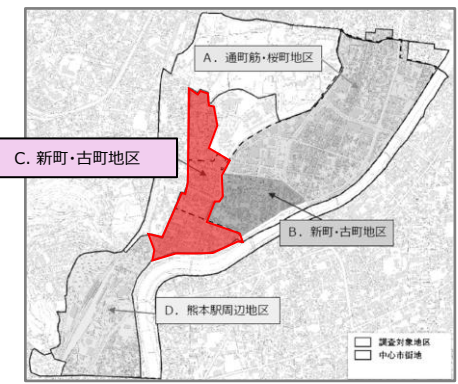 A. 通町筋・桜町地区
C. 新町・古町地区
B. 新町・古町地区
D. 熊本駅周辺地区
調査対象地区
中心市街地